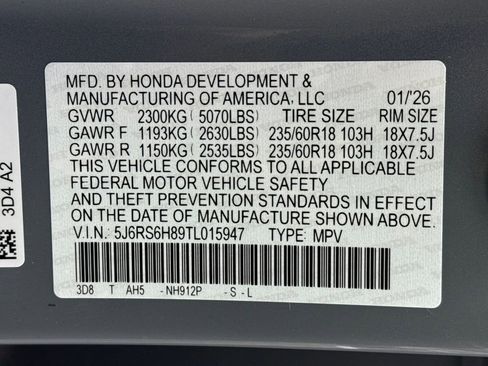 MFD. BY HONDA DEVELOPMENT &
MANUFACTURING OF AMERICA, LLC 01/'26
GVWR 2300KG( 5070LBS) TIRE SIZE RIM SIZE
GAWR F 1193KG( 2630LBS) 235/60R18 103H 18X7.5J
GAWR R 1150KG( 2535LBS) 235/60R18 103H 18X7.5J
THIS VEHICLE CONFORMS TO ALL APPLICABLE
FEDERAL MOTOR VEHICLE SAFETY
AND THEFT PREVENTION STANDARDS IN EFFECT
ON THE DATE OF MANUFACTURE SHOWN ABOVE.
V.I.N. 5J6RS6H89TL015947 TYPE: MPV
3D8 T AH5 -NH912P -S-L
3D4 A2